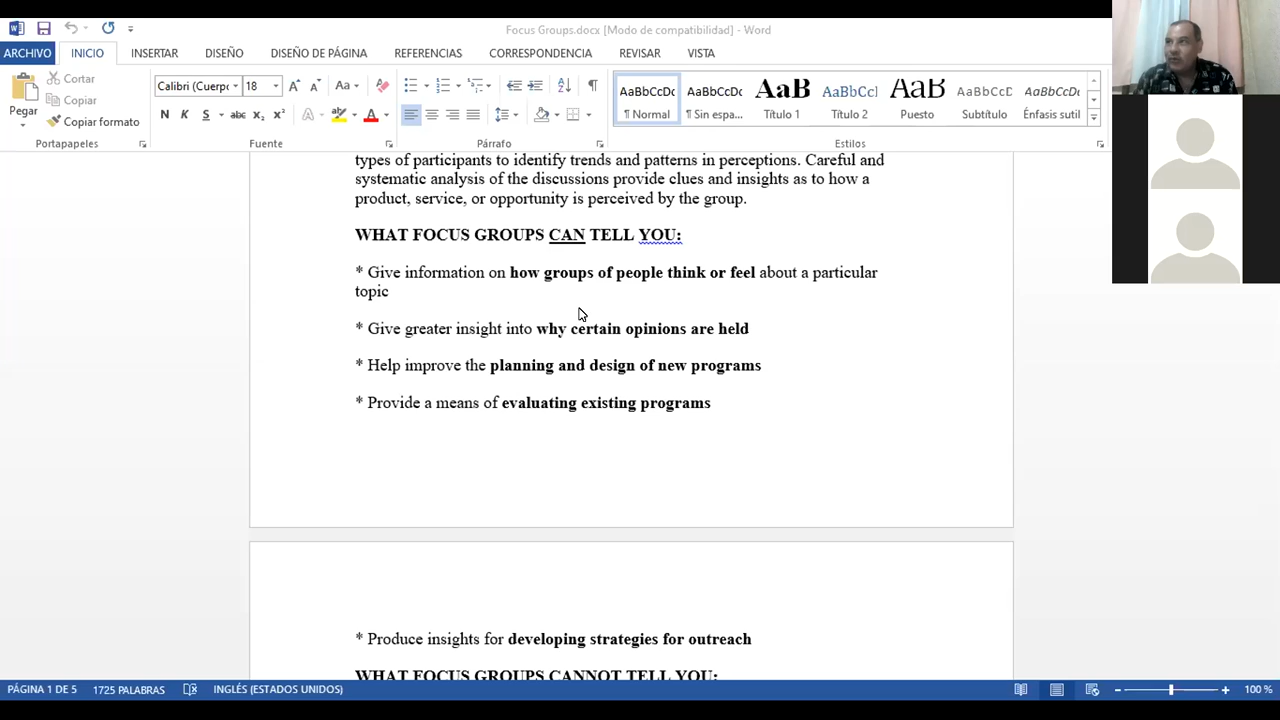 Focus Groups.docx [Modo de compatibilidad] - Word
ARCHIVO INICIO INSERTAR DISEÑO DISEÑO DE PÁGINA REFERENCIAS CORRESPONDENCIA REVISAR VISTA
Pegar
Cortar
Copiar
Copiar formato
Portapapeles
Calibri (Cuerpo 18
Aa
N K S abc x₂ x² A A
Fuente
Párrafo
AaBbCcDc AaBbCcDc AaB AaBbCcl AaB AaBbCcD AaBbCcDc
¶ Normal ¶ Sin espa... Título 1 Título 2 Puesto Subtítulo Énfasis sutil
Estilos
types of participants to identify trends and patterns in perceptions. Careful and
systematic analysis of the discussions provide clues and insights as to how a
product, service, or opportunity is perceived by the group.
WHAT FOCUS GROUPS CAN TELL YOU:
* Give information on how groups of people think or feel about a particular
topic
* Give greater insight into why certain opinions are held
* Help improve the planning and design of new programs
* Provide a means of evaluating existing programs
* Produce insights for developing strategies for outreach
WHAT FOCUS GROUPS CANNOT TELL YOU:
PÁGINA 1 DE 5 1725 PALABRAS INGLÉS (ESTADOS UNIDOS) 100 %